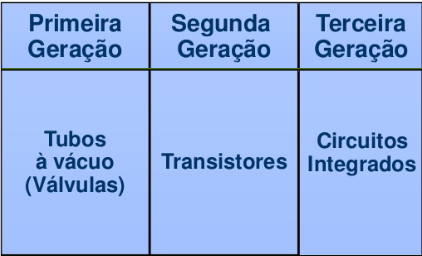 Primeira
Geração
Segunda
Geração
Terceira
Geração
Tubos
à vácuo
(Válvulas)
Transistores
Circuitos
Integrados